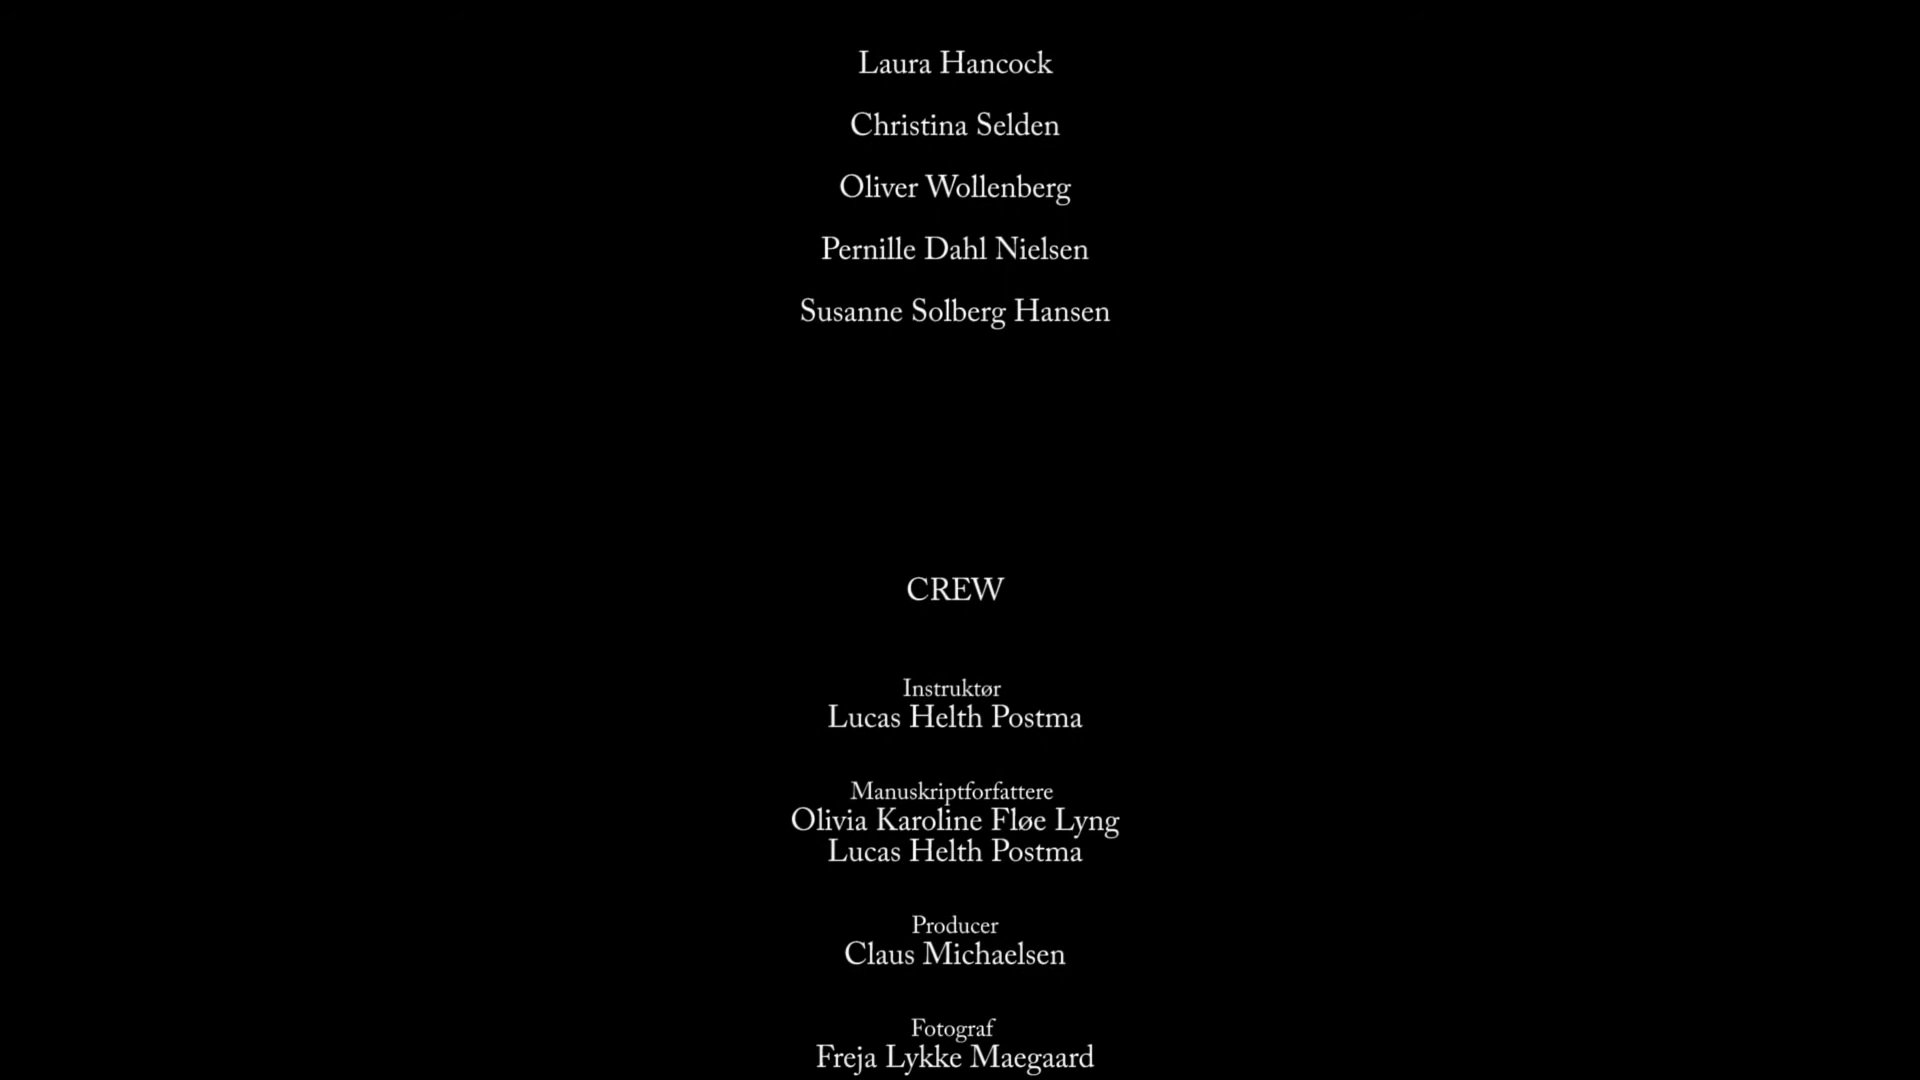 Laura Hancock
Christina Selden
Oliver Wollenberg
Pernille Dahl Nielsen
Susanne Solberg Hansen
CREW
Instruktør
Lucas Helth Postma
Manuskriptforfattere
Olivia Karoline Fløe Lyng
Lucas Helth Postma
Producer
Claus Michaelsen
Fotograf
Freja Lykke Maegaard